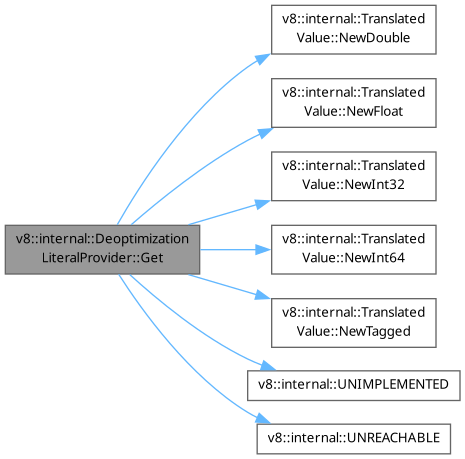 v8::internal::Translated
Value::NewDouble
v8::internal::Translated
Value::NewFloat
v8::internal::Translated
Value::NewInt32
v8::internal::Deoptimization
LiteralProvider::Get
v8::internal::Translated
Value::NewInt64
v8::internal::Translated
Value::NewTagged
v8::internal::UNIMPLEMENTED
v8::internal::UNREACHABLE